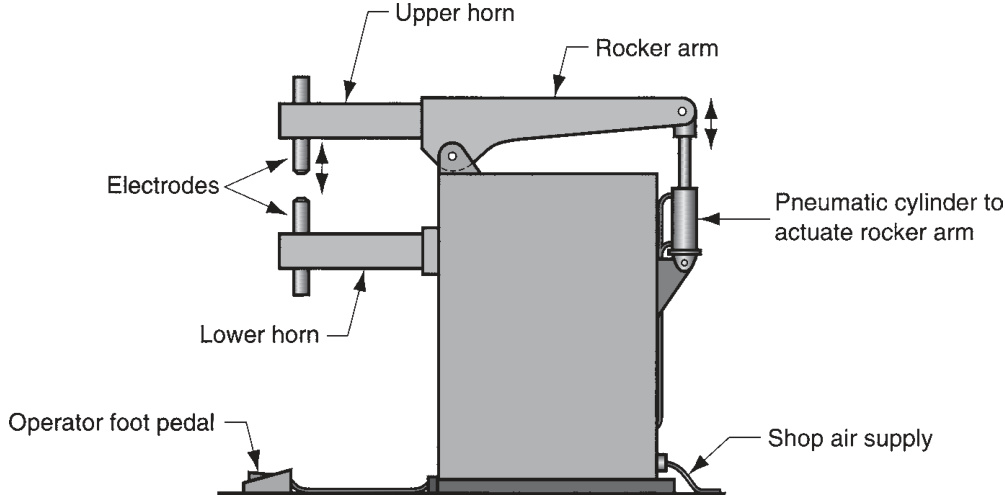 Upper horn
Rocker arm
Electrodes
Pneumatic cylinder to
actuate rocker arm
Lower horn
Operator foot pedal
Shop air supply